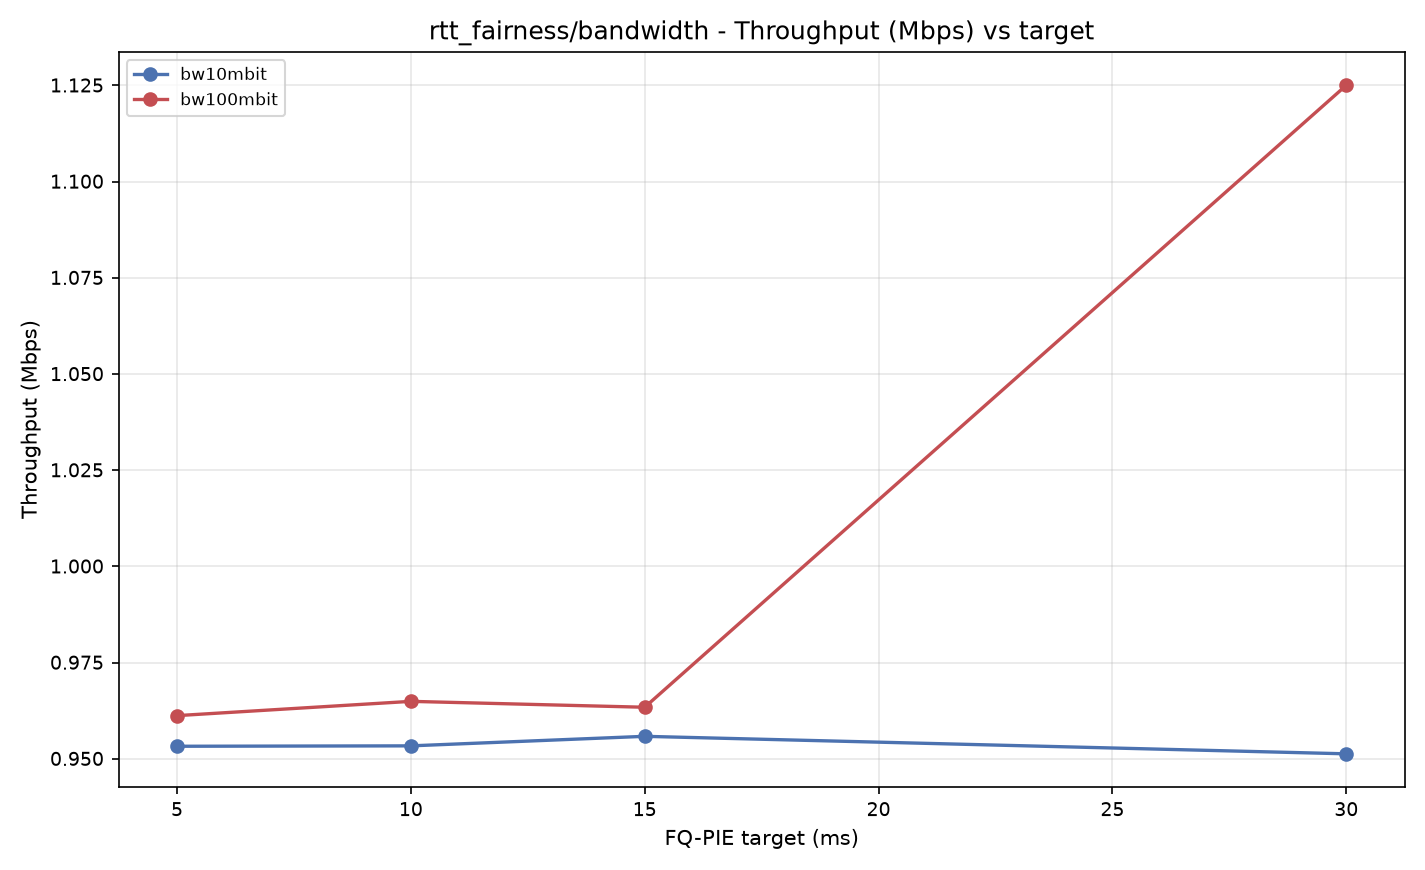 rtt_fairness/bandwidth - Throughput (Mbps) vs target
bw10mbit
bw100mbit
Throughput (Mbps)
1.125
1.100
1.075
1.050
1.025
1.000
0.975
0.950
5 10 15 20 25 30
FQ-PIE target (ms)